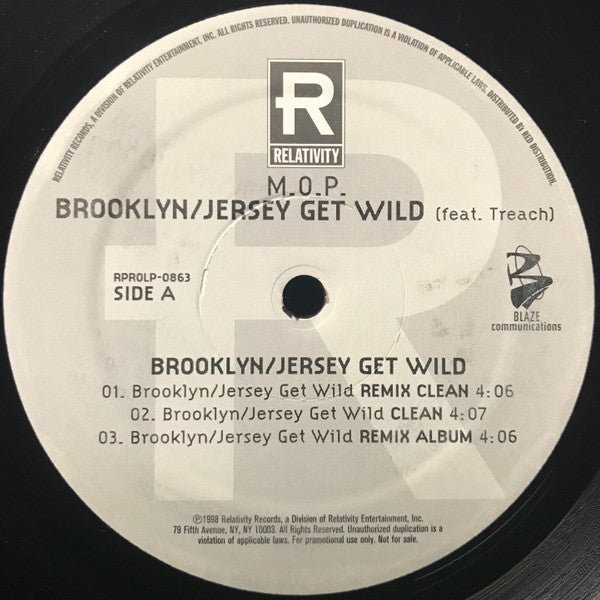 RELATIVITY RECORDS, A DIVISION OF RELATIVITY ENTERTAINMENT, INC. ALL RIGHTS RESERVED. UNAUTHORIZED DUPLICATION IS A VIOLATION OF APPLICABLE LAWS. DISTRIBUTED BY RED DISTRIBUTION.
R
RELATIVITY
M.O.P.
BROOKLYN/JERSEY GET WILD (feat. Treach)
RPROLP-0863
SIDE A
BLAZE
communications
BROOKLYN/JERSEY GET WILD
01. Brooklyn/Jersey Get Wild REMIX CLEAN 4:06
02. Brooklyn/Jersey Get Wild CLEAN 4:07
03. Brooklyn/Jersey Get Wild REMIX ALBUM 4:06
℗1998 Relativity Records, a Division of Relativity Entertainment, Inc.
79 Fifth Avenue, NY, NY 10003. All Rights Reserved. Unauthorized duplication is a
violation of applicable laws. For promotional use only. Not for sale.